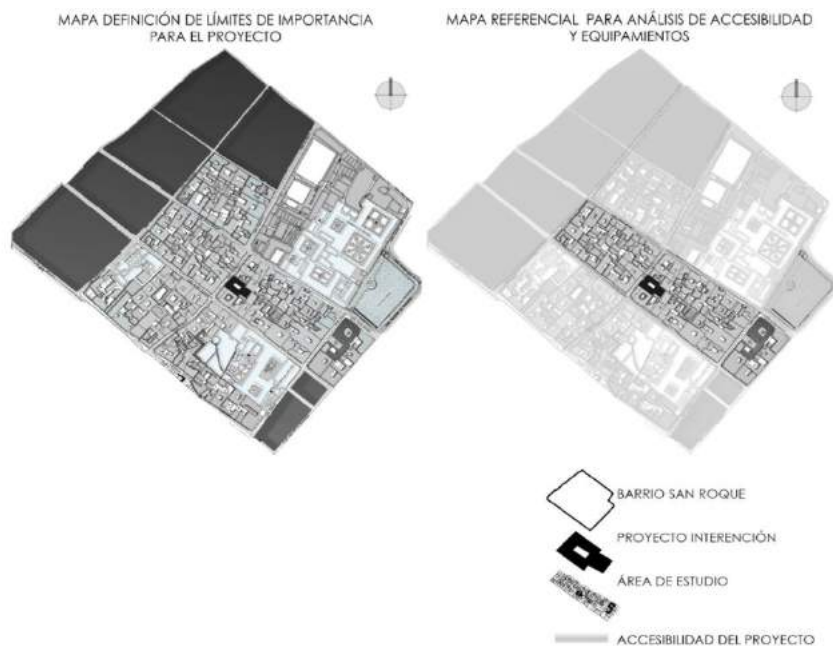 MAPA DEFINICIÓN DE LÍMITES DE IMPORTANCIA
PARA EL PROYECTO
MAPA REFERENCIAL PARA ANÁLISIS DE ACCESIBILIDAD
Y EQUIPAMIENTOS
BARRIO SAN ROQUE
PROYECTO INTERENCIÓN
ÁREA DE ESTUDIO
ACCESIBILIDAD DEL PROYECTO